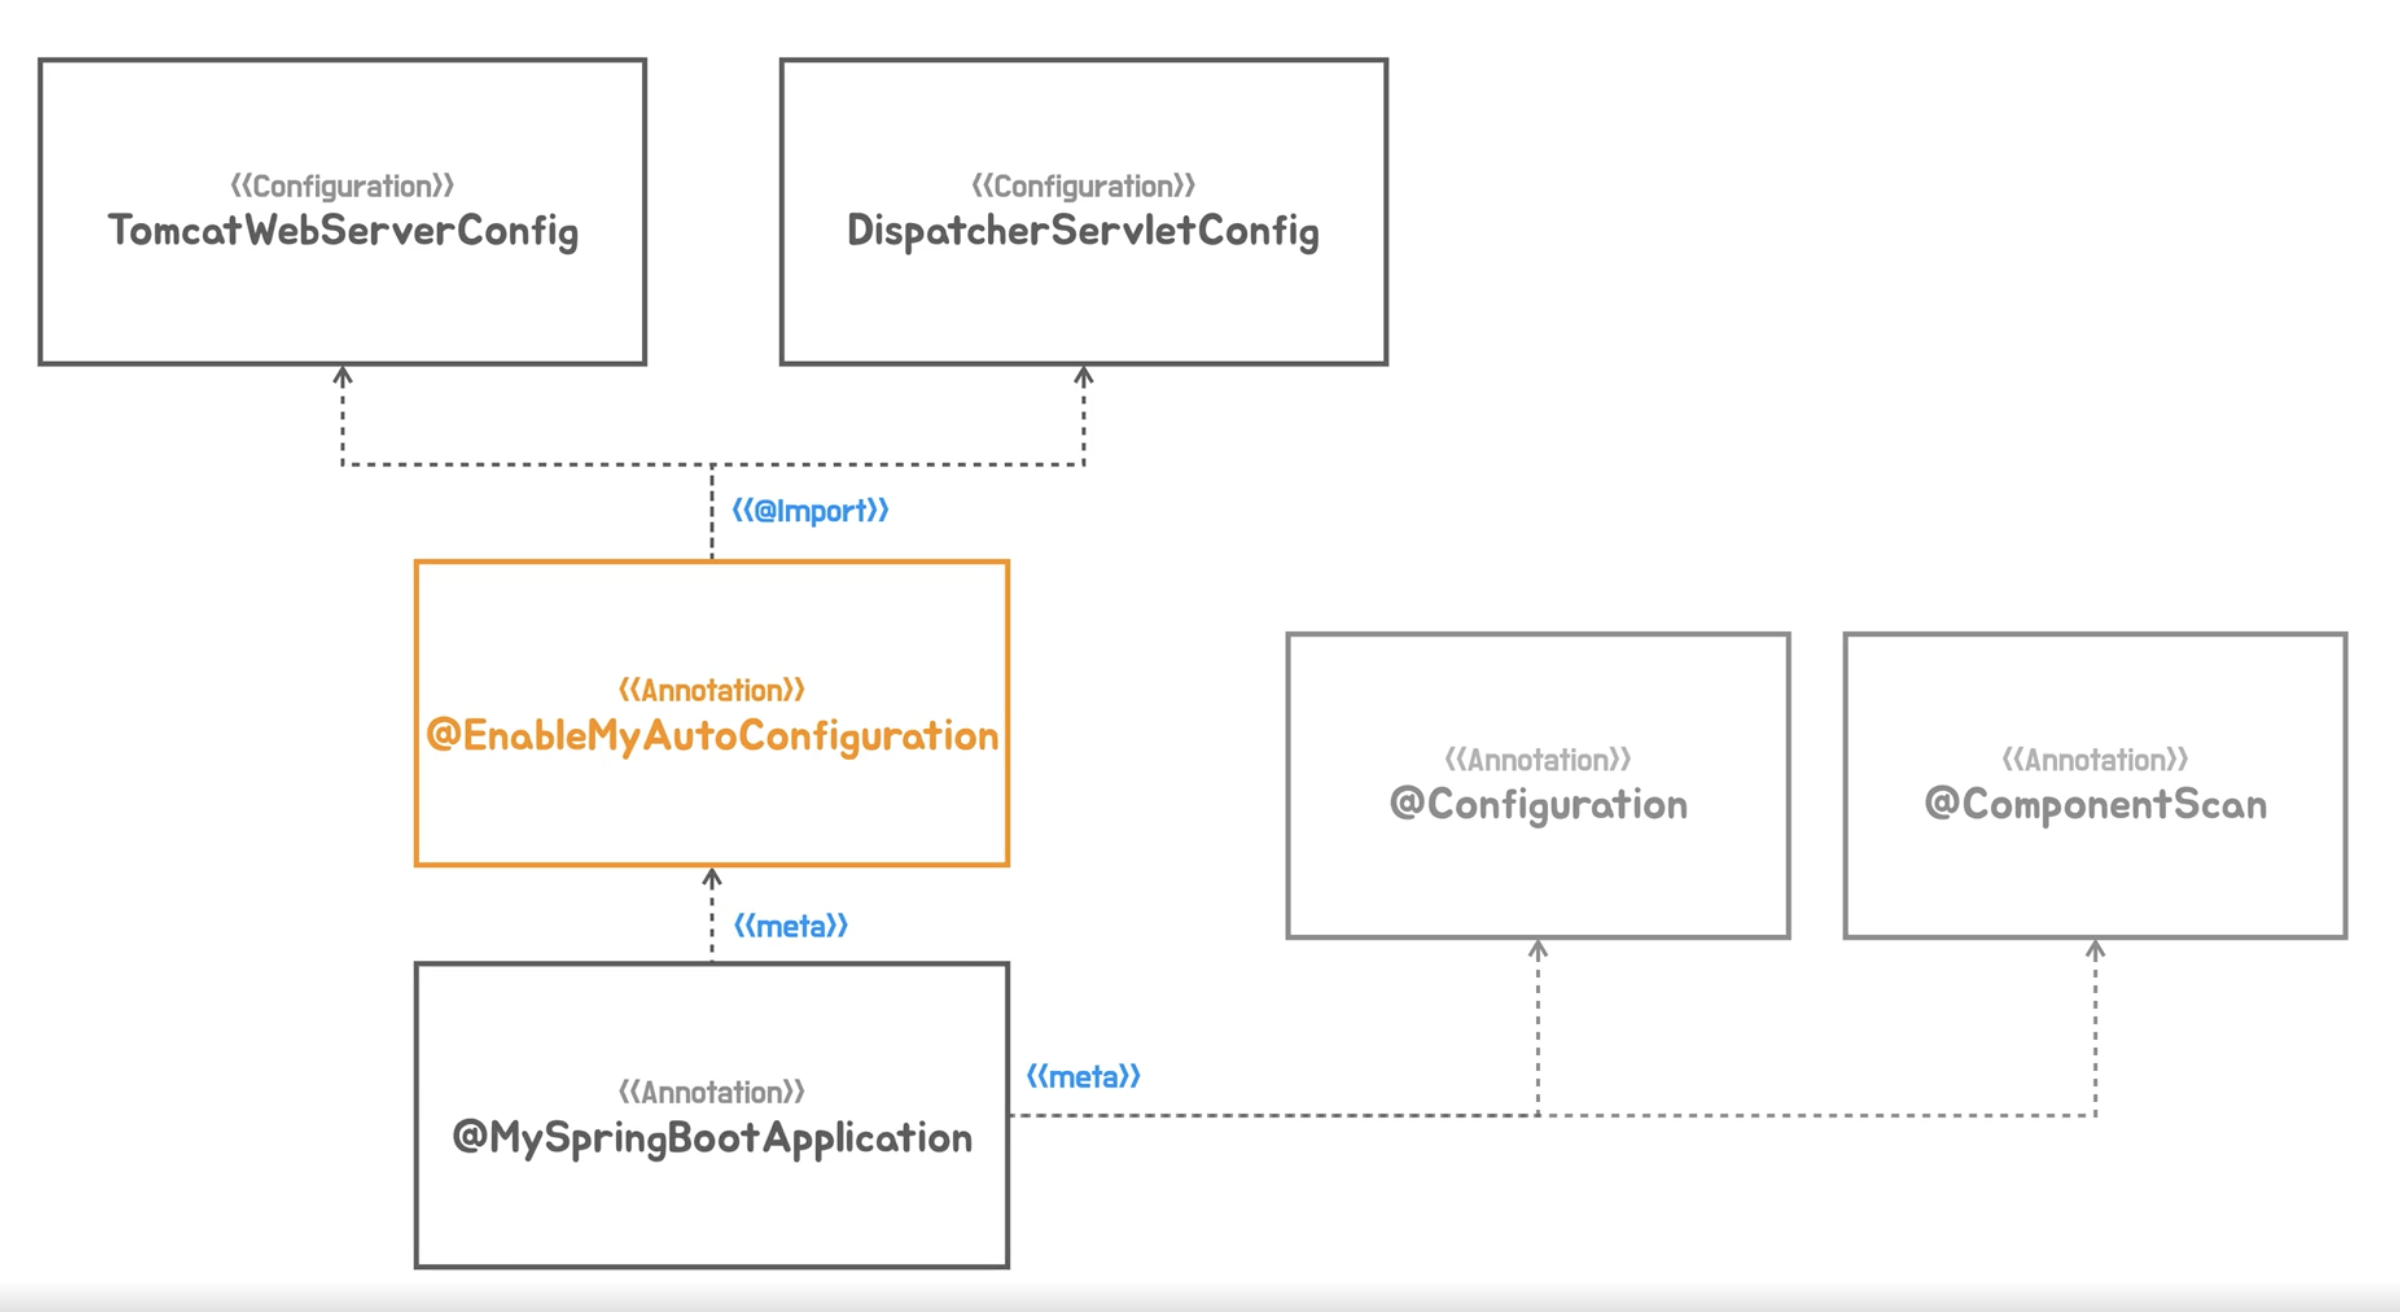 ⟨⟨Configuration⟩⟩
TomcatWebServerConfig
⟨⟨Configuration⟩⟩
DispatcherServletConfig
⟨⟨@Import⟩⟩
⟨⟨Annotation⟩⟩
@EnableMyAutoConfiguration
⟨⟨Annotation⟩⟩
@Configuration
⟨⟨Annotation⟩⟩
@ComponentScan
⟨⟨meta⟩⟩
⟨⟨meta⟩⟩
⟨⟨Annotation⟩⟩
@MySpringBootApplication